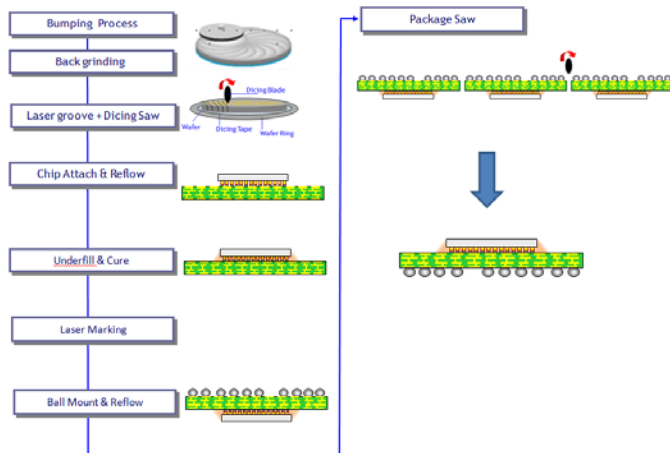 Bumping Process
Back grinding
Laser groove + Dicing Saw
Dicing Blade
Wafer
Dicing Tape
Wafer Ring
Chip Attach & Reflow
Underfill & Cure
Laser Marking
Ball Mount & Reflow
Package Saw